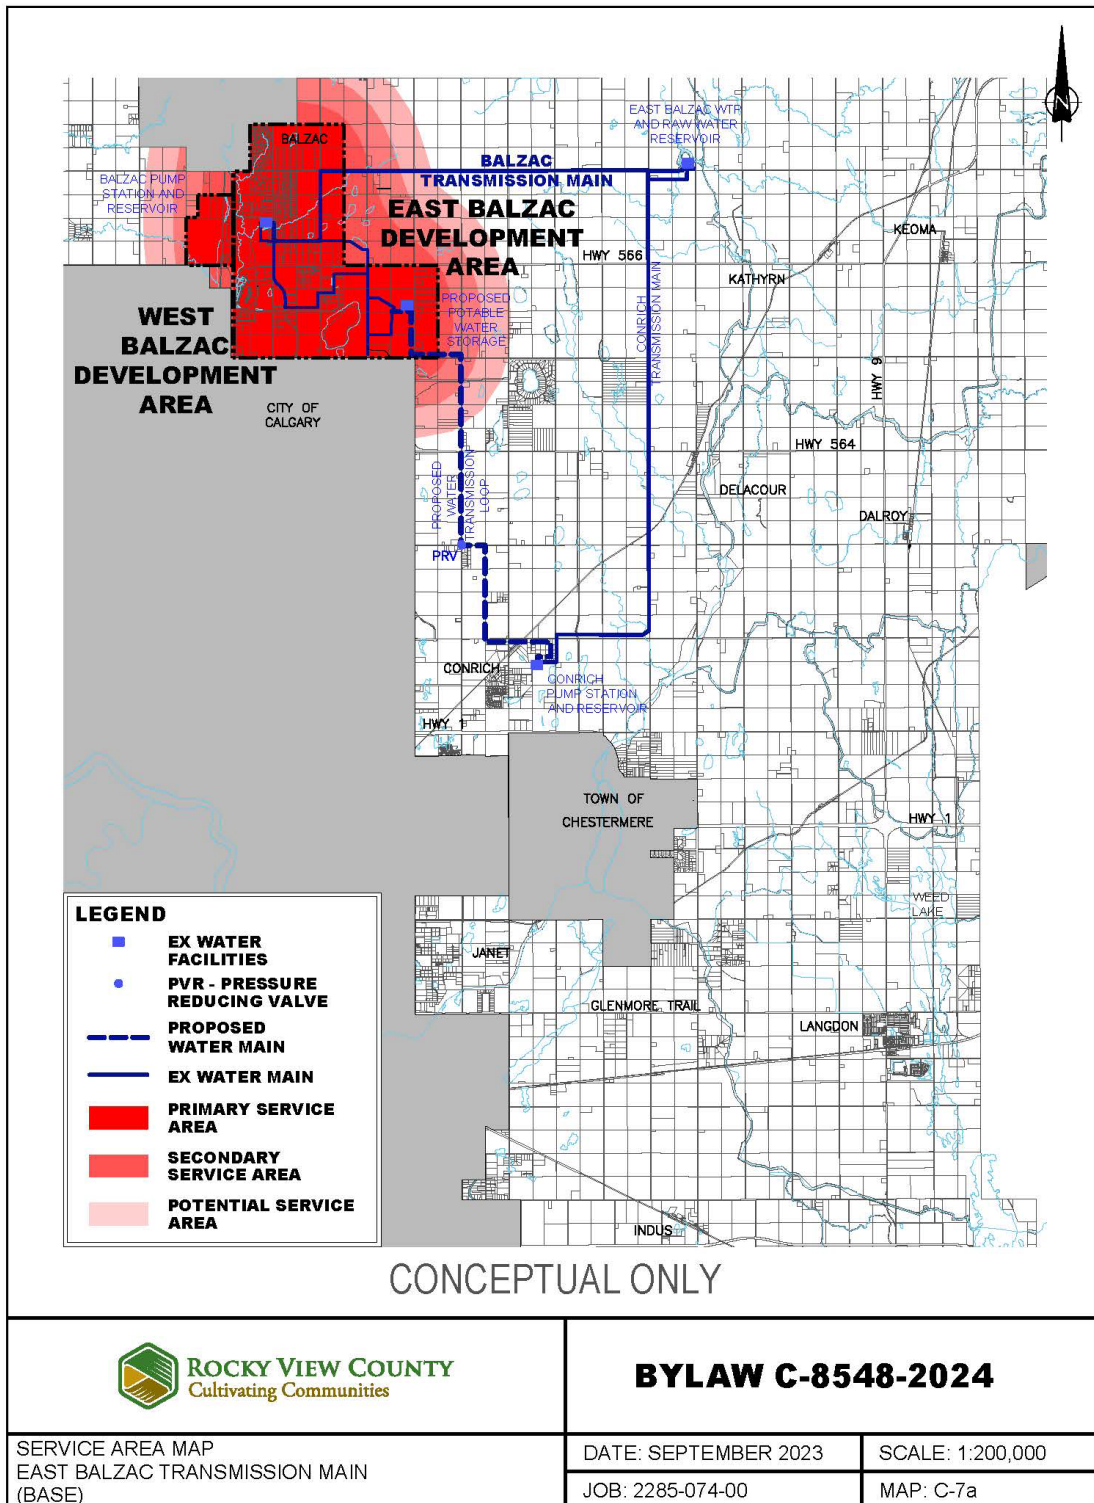 EAST BALZAC WTP
AND RAW WATER
RESERVOIR
BALZAC
BALZAC
TRANSMISSION MAIN
BALZAC PUMP
STATION AND
RESERVOIR
EAST BALZAC
DEVELOPMENT
AREA
HWY 566
KEOMA
KATHYRN
CONRICH
TRANSMISSION MAIN
PROPOSED
POTABLE
WATER
STORAGE
WEST
BALZAC
DEVELOPMENT
AREA
CITY OF
CALGARY
HWY 9
HWY 564
PROPOSED
WATER
TRANSMISSION
LOOP
DELACOUR
DALROY
PRV
CONRICH
CONRICH
PUMP STATION
AND RESERVOIR
HWY 1
TOWN OF
CHESTERMERE
HWY 1
WEED
LAKE
JANET
GLENMORE TRAIL
LANGDON
INDUS
LEGEND
EX WATER
FACILITIES
PVR - PRESSURE
REDUCING VALVE
PROPOSED
WATER MAIN
EX WATER MAIN
PRIMARY SERVICE
AREA
SECONDARY
SERVICE AREA
POTENTIAL SERVICE
AREA
CONCEPTUAL ONLY
ROCKY VIEW COUNTY
Cultivating Communities
BYLAW C-8548-2024
SERVICE AREA MAP
EAST BALZAC TRANSMISSION MAIN
(BASE)
DATE: SEPTEMBER 2023
SCALE: 1:200,000
JOB: 2285-074-00
MAP: C-7a
N